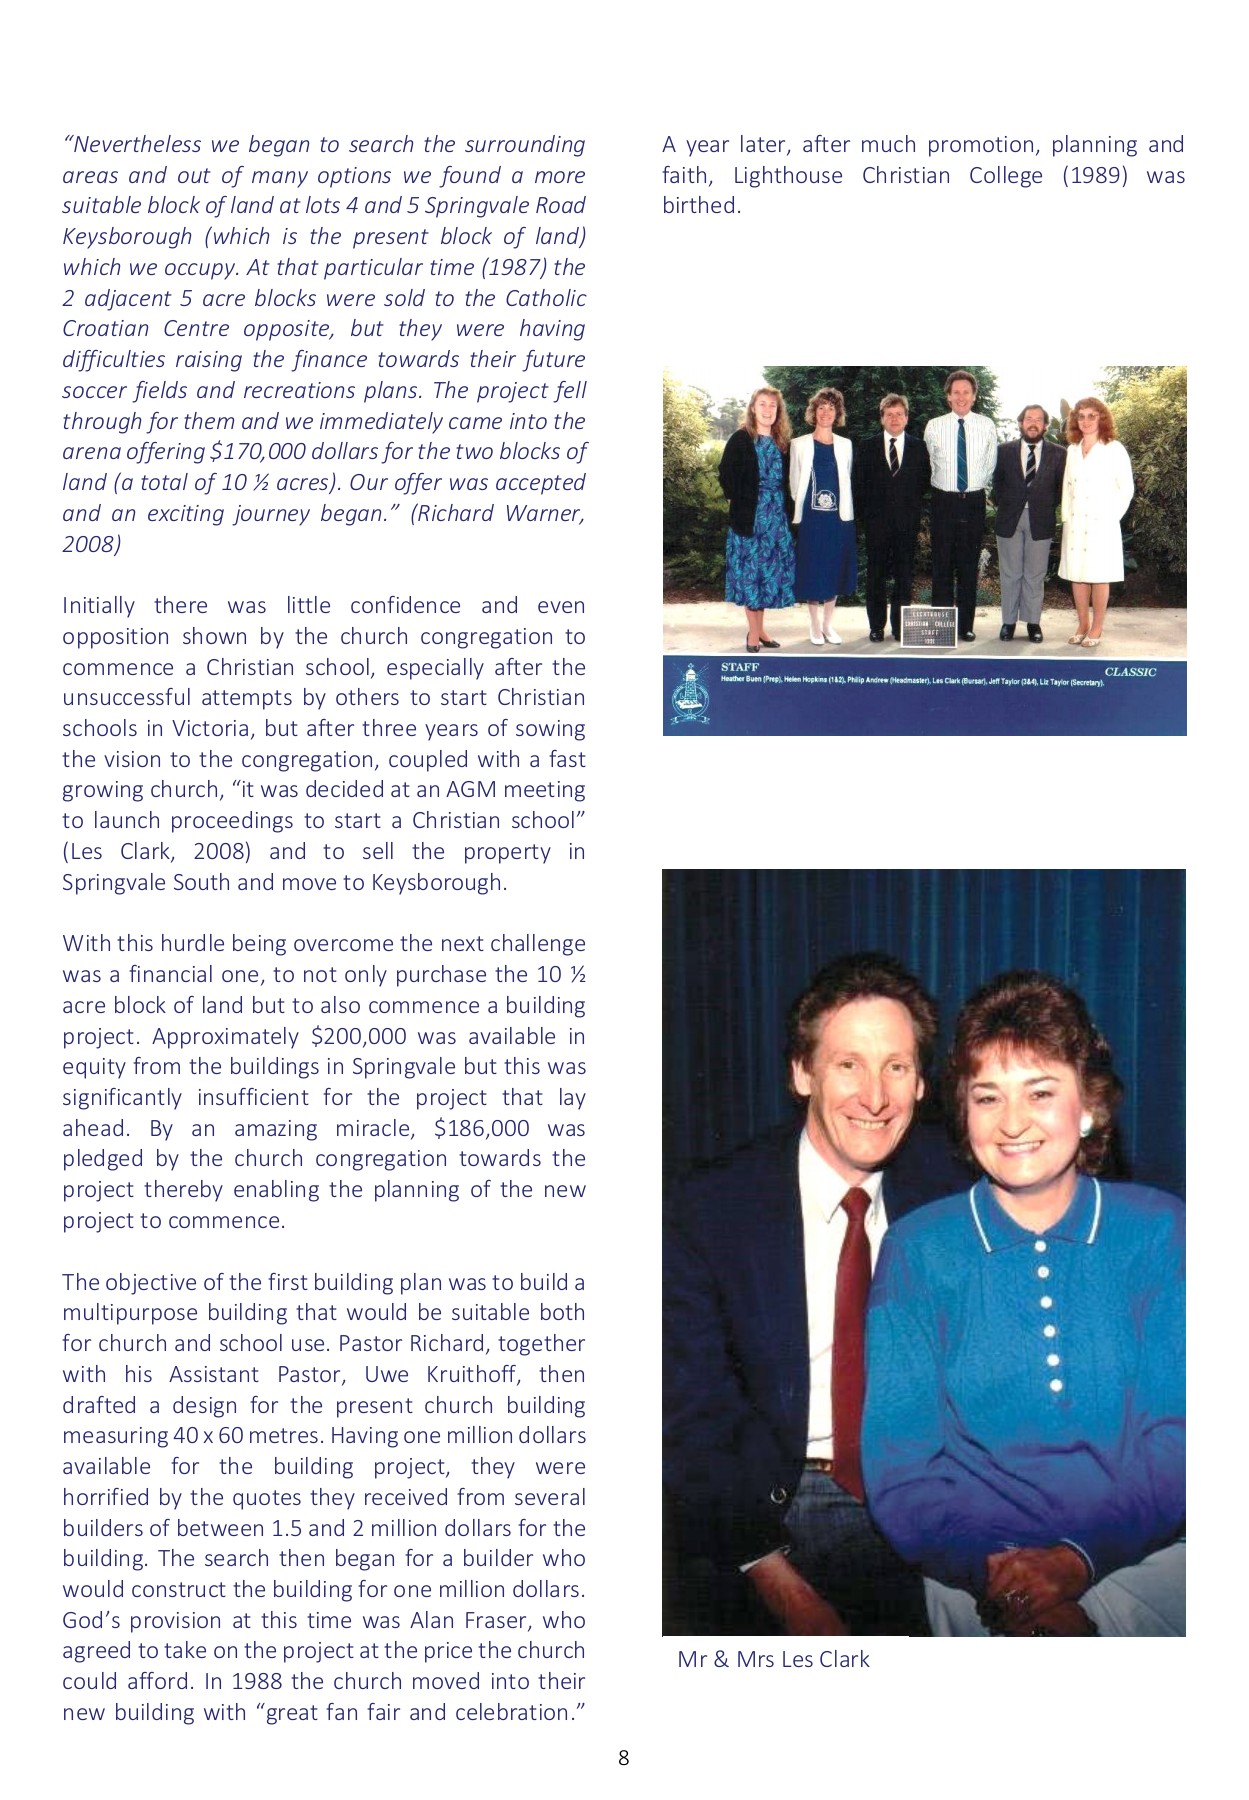 “Nevertheless we began to search the surrounding
areas and out of many options we found a more
suitable block of land at lots 4 and 5 Springvale Road
Keysborough (which is the present block of land)
which we occupy. At that particular time (1987) the
2 adjacent 5 acre blocks were sold to the Catholic
Croatian Centre opposite, but they were having
difficulties raising the finance towards their future
soccer fields and recreations plans. The project fell
through for them and we immediately came into the
arena offering $170,000 dollars for the two blocks of
land (a total of 10 ½ acres). Our offer was accepted
and an exciting journey began.” (Richard Warner,
2008)
Initially there was little confidence and even
opposition shown by the church congregation to
commence a Christian school, especially after the
unsuccessful attempts by others to start Christian
schools in Victoria, but after three years of sowing
the vision to the congregation, coupled with a fast
growing church, “it was decided at an AGM meeting
to launch proceedings to start a Christian school”
(Les Clark, 2008) and to sell the property in
Springvale South and move to Keysborough.
With this hurdle being overcome the next challenge
was a financial one, to not only purchase the 10 ½
acre block of land but to also commence a building
project. Approximately $200,000 was available in
equity from the buildings in Springvale but this was
significantly insufficient for the project that lay
ahead. By an amazing miracle, $186,000 was
pledged by the church congregation towards the
project thereby enabling the planning of the new
project to commence.
The objective of the first building plan was to build a
multipurpose building that would be suitable both
for church and school use. Pastor Richard, together
with his Assistant Pastor, Uwe Kruithoff, then
drafted a design for the present church building
measuring 40 x 60 metres. Having one million dollars
available for the building project, they were
horrified by the quotes they received from several
builders of between 1.5 and 2 million dollars for the
building. The search then began for a builder who
would construct the building for one million dollars.
God’s provision at this time was Alan Fraser, who
agreed to take on the project at the price the church
could afford. In 1988 the church moved into their
new building with “great fan fair and celebration.”
A year later, after much promotion, planning and
faith, Lighthouse Christian College (1989) was
birthed.
LIGHTHOUSE
CHRISTIAN COLLEGE
STAFF
STAFF
CLASSIC
Heather Buen (Prep), Helen Hopkins (1&2), Philip Andrew (Headmaster), Les Clark (Bursar), Jeff Taylor (3&4), Liz Taylor (Secretary).
Mr & Mrs Les Clark
8